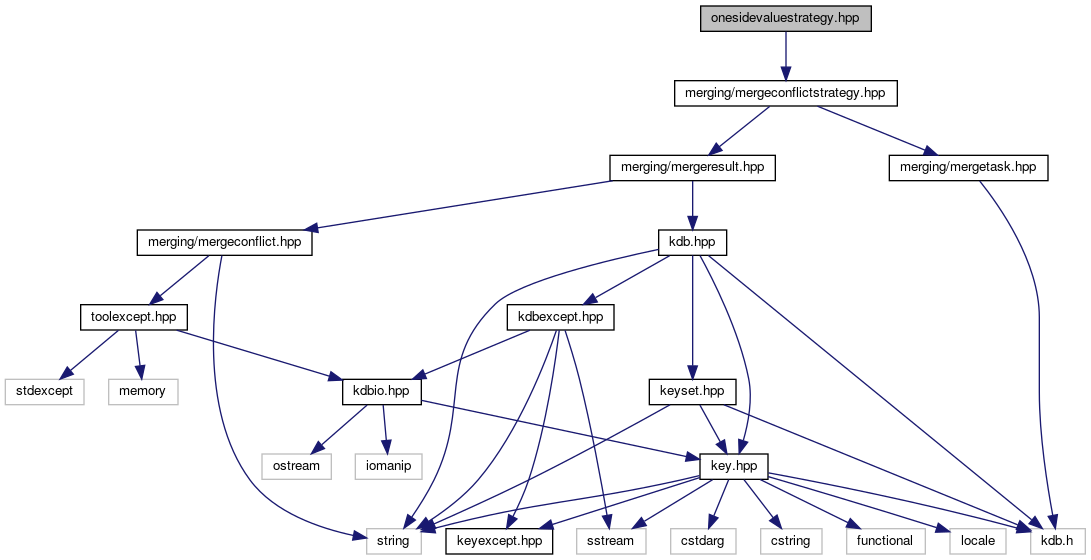 onesidevaluestrategy.hpp
merging/mergeconflictstrategy.hpp
merging/mergeresult.hpp
merging/mergetask.hpp
merging/mergeconflict.hpp
kdb.hpp
toolexcept.hpp
kdbexcept.hpp
stdexcept
memory
kdbio.hpp
keyset.hpp
ostream
iomanip
key.hpp
string
keyexcept.hpp
sstream
cstdarg
cstring
functional
locale
kdb.h